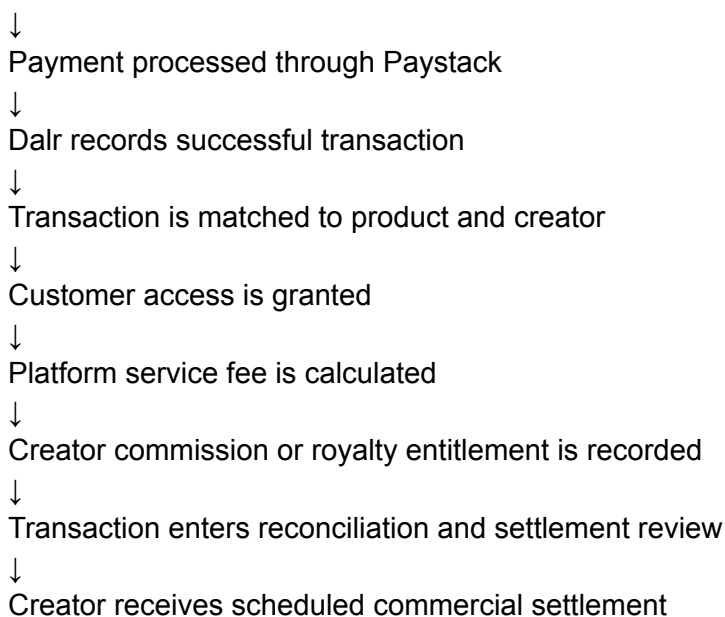 ↓
Payment processed through Paystack
↓
Dalr records successful transaction
↓
Transaction is matched to product and creator
↓
Customer access is granted
↓
Platform service fee is calculated
↓
Creator commission or royalty entitlement is recorded
↓
Transaction enters reconciliation and settlement review
↓
Creator receives scheduled commercial settlement